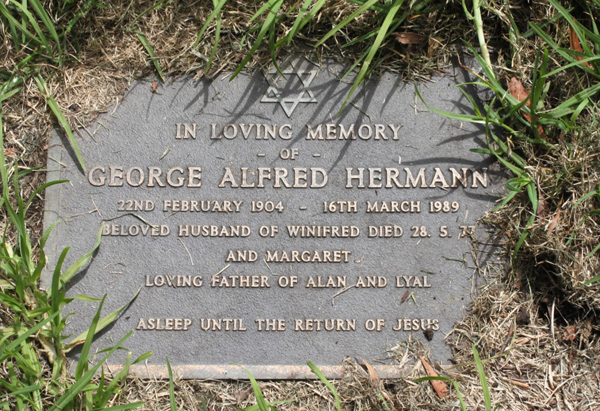 IN LOVING MEMORY
- OF -
GEORGE ALFRED HERMANN
22ND FEBRUARY 1904 - 16TH MARCH 1989
BELOVED HUSBAND OF WINIFRED DIED 28. 5. 73
AND MARGARET
LOVING FATHER OF ALAN AND LYAL
ASLEEP UNTIL THE RETURN OF JESUS